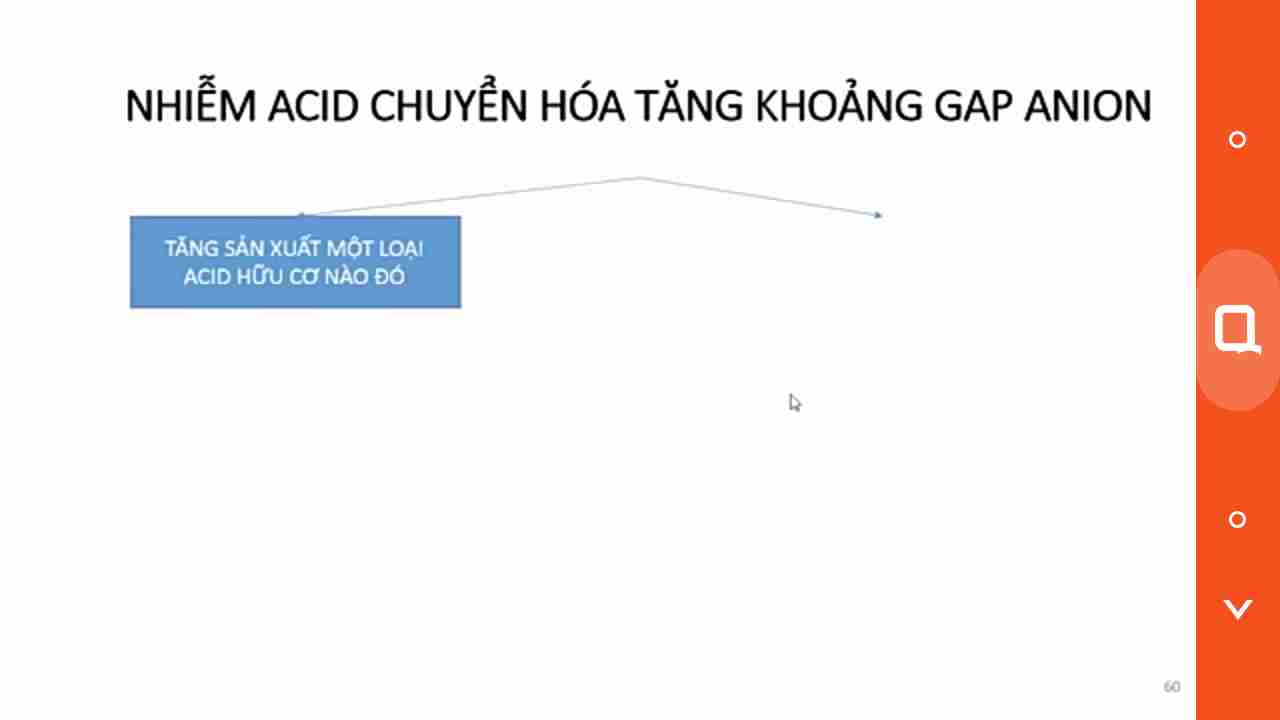 NHIỄM ACID CHUYỂN HÓA TĂNG KHOẢNG GAP ANION
TĂNG SẢN XUẤT MỘT LOẠI
ACID HỮU CƠ NÀO ĐÓ
60